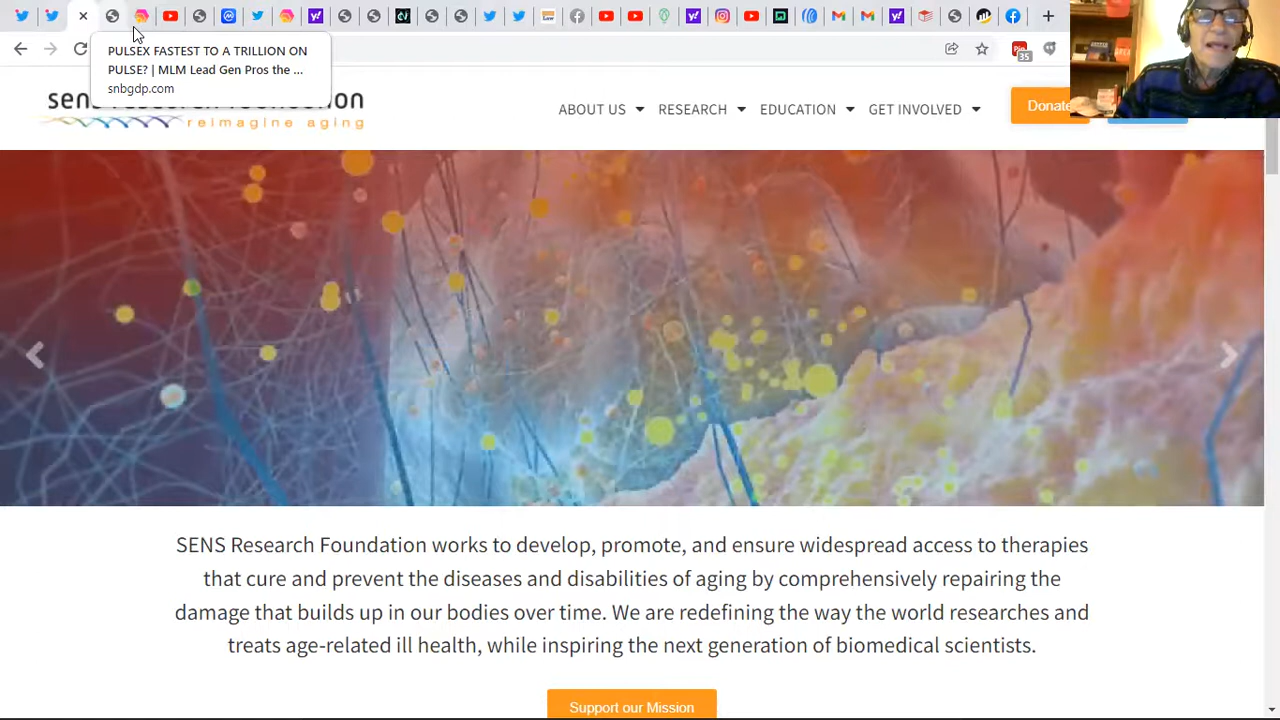 PULSEX FASTEST TO A TRILLION ON
PULSE? | MLM Lead Gen Pros the ...
snbgdp.com
sens research foundation
reimagine aging
ABOUT US
RESEARCH
EDUCATION
GET INVOLVED
Donate
35
SENS Research Foundation works to develop, promote, and ensure widespread access to therapies
that cure and prevent the diseases and disabilities of aging by comprehensively repairing the
damage that builds up in our bodies over time. We are redefining the way the world researches and
treats age-related ill health, while inspiring the next generation of biomedical scientists.
Support our Mission